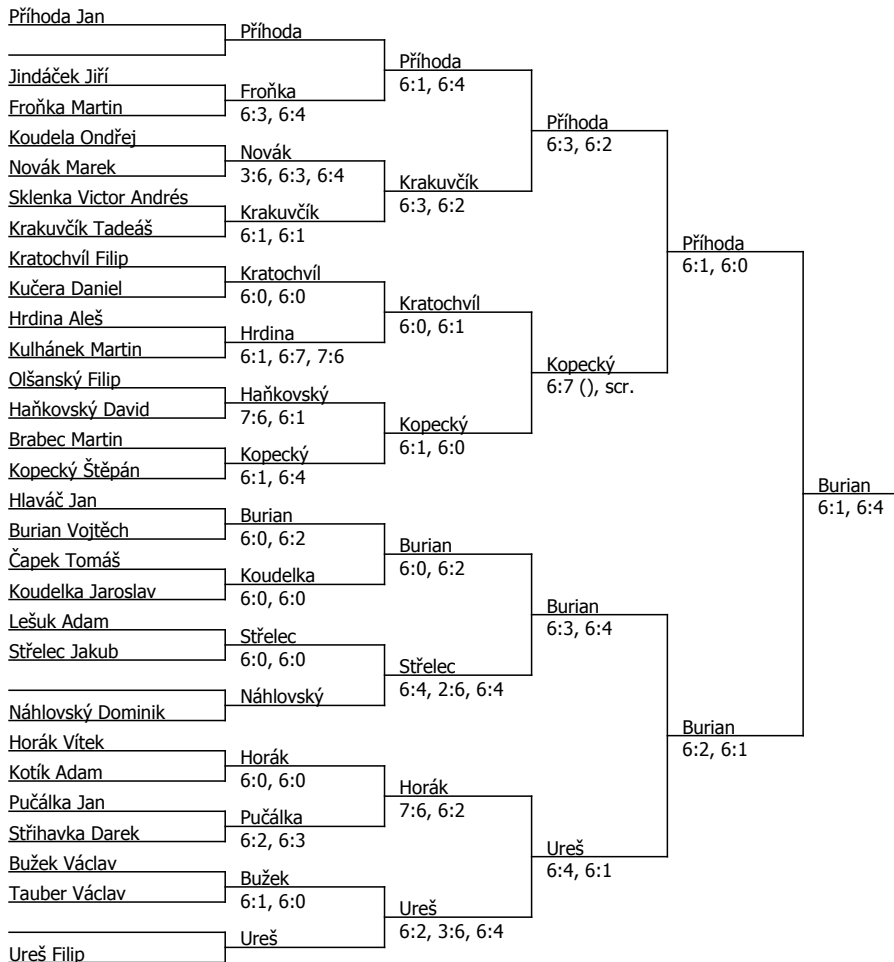 Příhoda Jan
Příhoda
Příhoda
6:1, 6:4
Jindáček Jiří
Froňka
6:3, 6:4
Froňka Martin
Příhoda
6:3, 6:2
Koudela Ondřej
Novák
3:6, 6:3, 6:4
Novák Marek
Krakuvčík
6:3, 6:2
Sklenka Victor Andrés
Krakuvčík
6:1, 6:1
Krakuvčík Tadeáš
Příhoda
6:1, 6:0
Kratochvíl Filip
Kratochvíl
6:0, 6:0
Kučera Daniel
Kratochvíl
6:0, 6:1
Hrdina Aleš
Hrdina
6:1, 6:7, 7:6
Kulhánek Martin
Kopecký
6:7 (), scr.
Olšanský Filip
Haňkovský
7:6, 6:1
Haňkovský David
Kopecký
6:1, 6:0
Brabec Martin
Kopecký
6:1, 6:4
Kopecký Štěpán
Burian
6:1, 6:4
Hlaváč Jan
Burian
6:0, 6:2
Burian Vojtěch
Burian
6:0, 6:2
Čapek Tomáš
Koudelka
6:0, 6:0
Koudelka Jaroslav
Burian
6:3, 6:4
Lešuk Adam
Střelec
6:0, 6:0
Střelec Jakub
Střelec
6:4, 2:6, 6:4
Náhlovský
Náhlovský Dominik
Burian
6:2, 6:1
Horák Vítek
Horák
6:0, 6:0
Kotík Adam
Horák
7:6, 6:2
Pučálka Jan
Pučálka
6:2, 6:3
Střihavka Darek
Ureš
6:4, 6:1
Bužek Václav
Bužek
6:1, 6:0
Tauber Václav
Ureš
6:2, 3:6, 6:4
Ureš
Ureš Filip